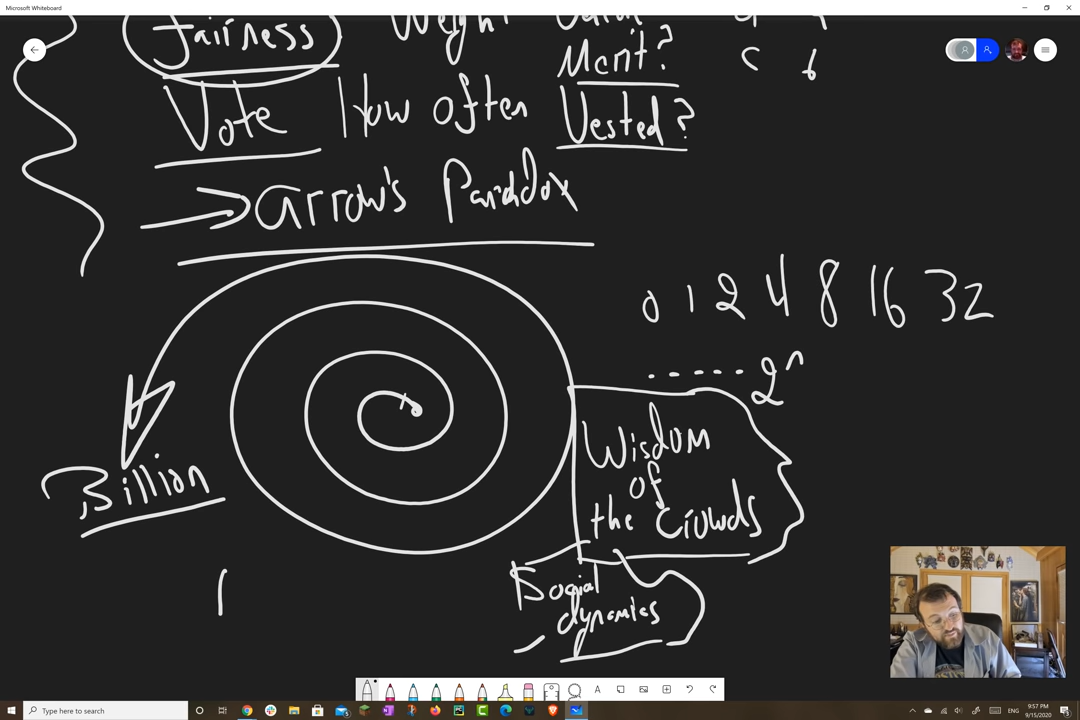 Microsoft Whiteboard
Fairness Weight
Merit?
Vote How often Vested?
→ arrow's Paradox
0 1 2 4 8 16 32
..... 2^n
Wisdom
of
the Crowds
Billion
Social
dynamics
Type here to search
ENG
9:57 PM
9/15/2020